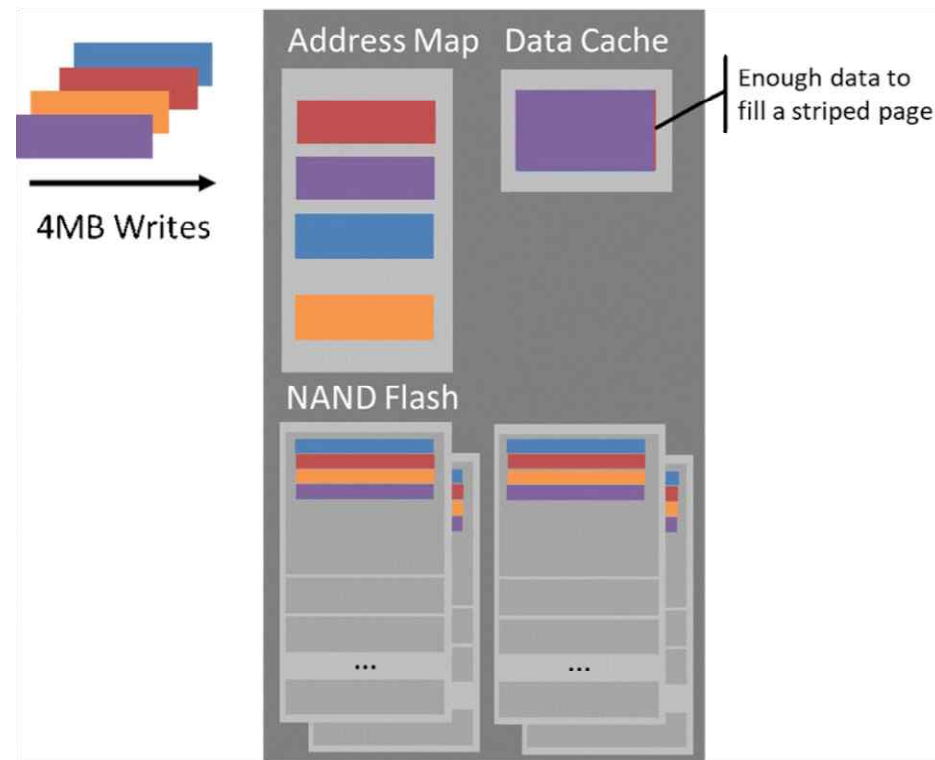 Address Map
Data Cache
Enough data to
fill a striped page
4MB Writes
NAND Flash
...
...